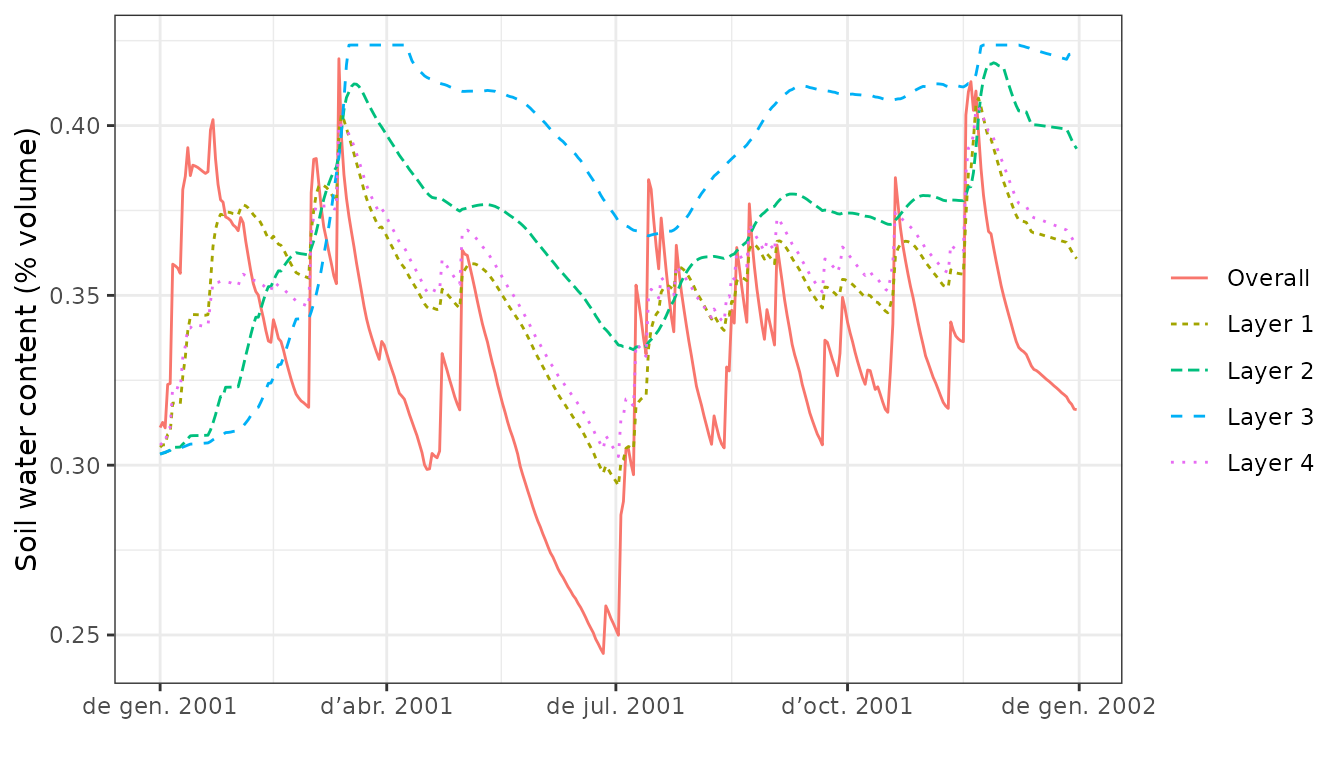 Soil water content (% volume)
0.40
0.35
0.30
0.25
de gen. 2001
d’abr. 2001
de jul. 2001
d’oct. 2001
de gen. 2002
Overall
Layer 1
Layer 2
Layer 3
Layer 4